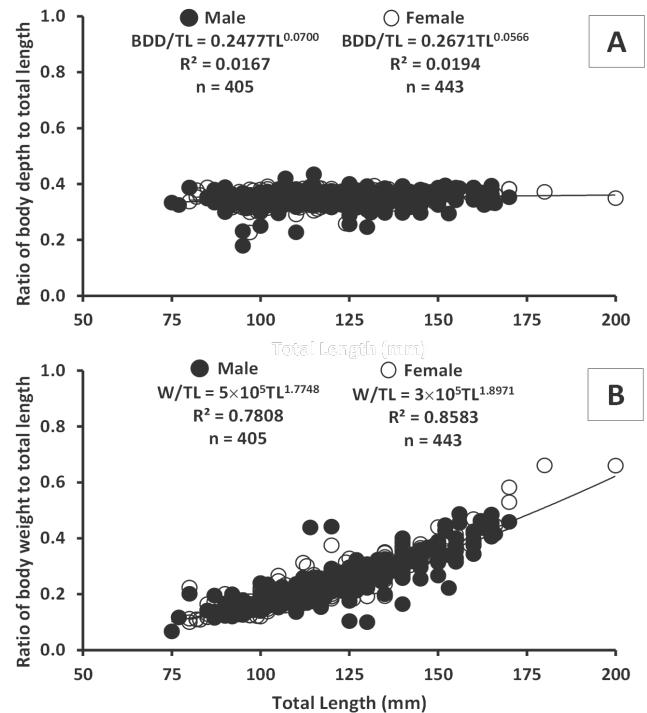 Male Female
BDD/TL = 0.2477TL^0.0700 BDD/TL = 0.2671TL^0.0566
R² = 0.0167 R² = 0.0194
n = 405 n = 443
A
Ratio of body depth to total length
1.0
0.8
0.6
0.4
0.2
0.0
50 75 100 125 150 175 200
Total Length (mm)
Male Female
W/TL = 5×10⁵TL^1.7748 W/TL = 3×10⁵TL^1.8971
R² = 0.7808 R² = 0.8583
n = 405 n = 443
B
Ratio of body weight to total length
1.0
0.8
0.6
0.4
0.2
0.0
50 75 100 125 150 175 200
Total Length (mm)